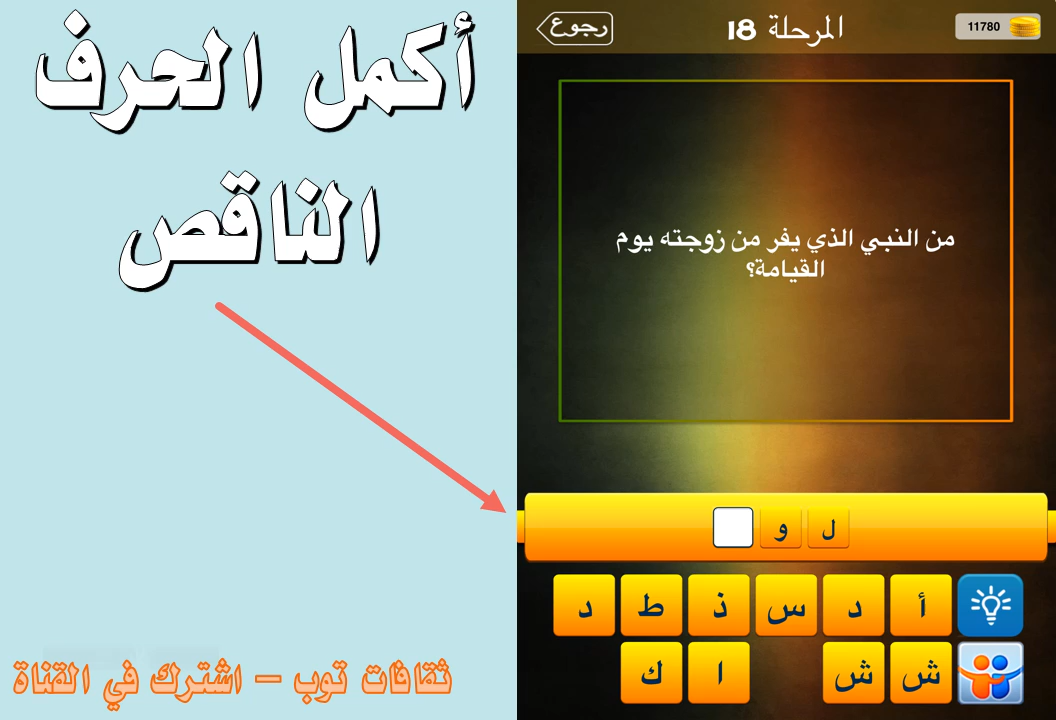 أكمل الحرف
الناقص
ثقافات توب – اشترك في القناة
رجوع
المرحلة 18
11780
من النبي الذي يفر من زوجته يوم
القيامة؟
ل و
أ د س ذ ط د
ش ش ا ك